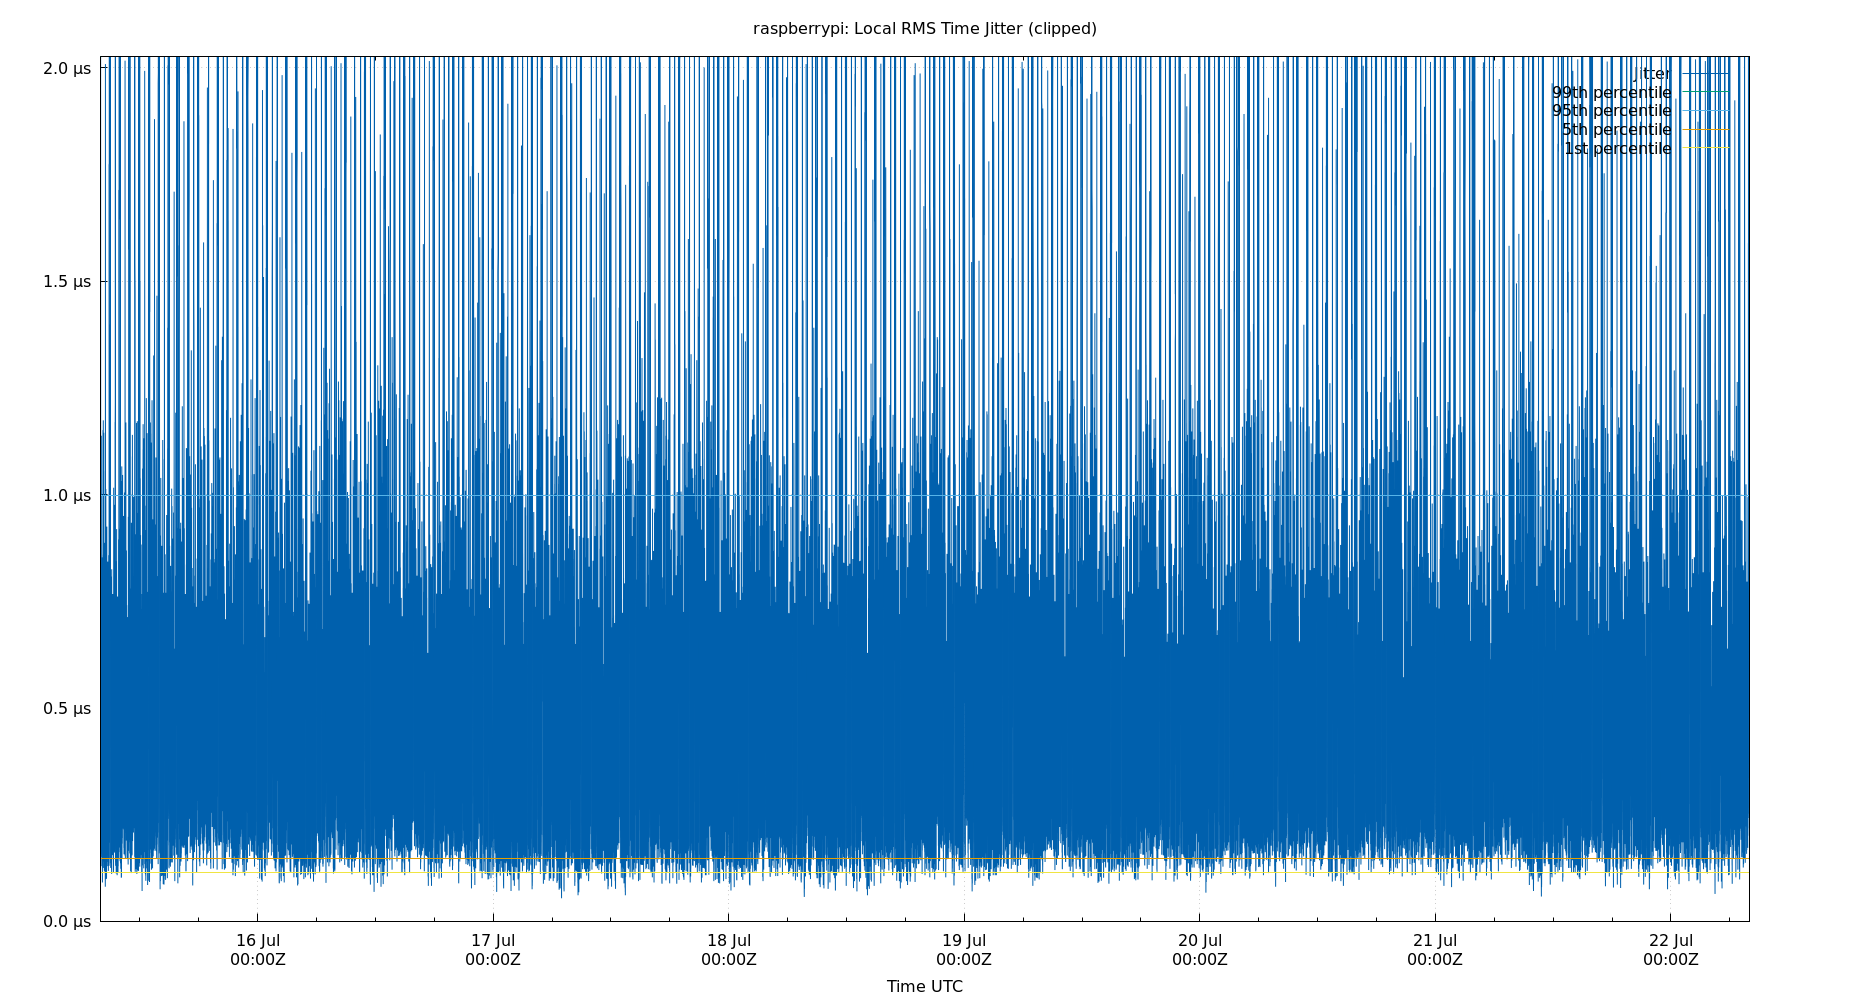 raspberrypi: Local RMS Time Jitter (clipped)
2.0 µs
1.5 µs
1.0 µs
0.5 µs
0.0 µs
jitter
99th percentile
95th percentile
5th percentile
1st percentile
16 Jul
00:00Z
17 Jul
00:00Z
18 Jul
00:00Z
19 Jul
00:00Z
20 Jul
00:00Z
21 Jul
00:00Z
22 Jul
00:00Z
Time UTC